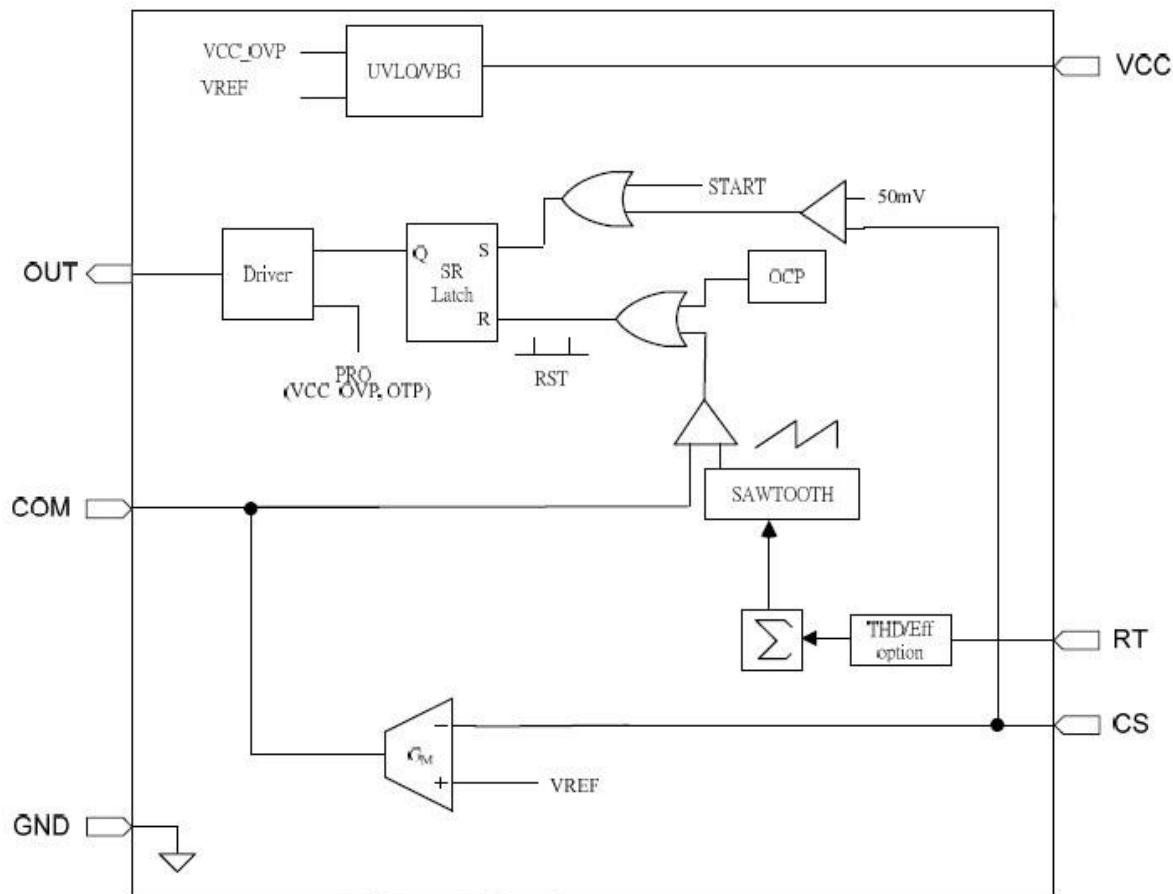 VCC_OVP
UVLO/VBG
VCC
VREF
START
50mV
OUT
Driver
Q
S
SR
Latch
R
OCP
PRO
(VCC OVP, OTP)
RST
COM
SAWTOOTH
Σ
THD/Eff
option
RT
−
GM
+
VREF
CS
GND